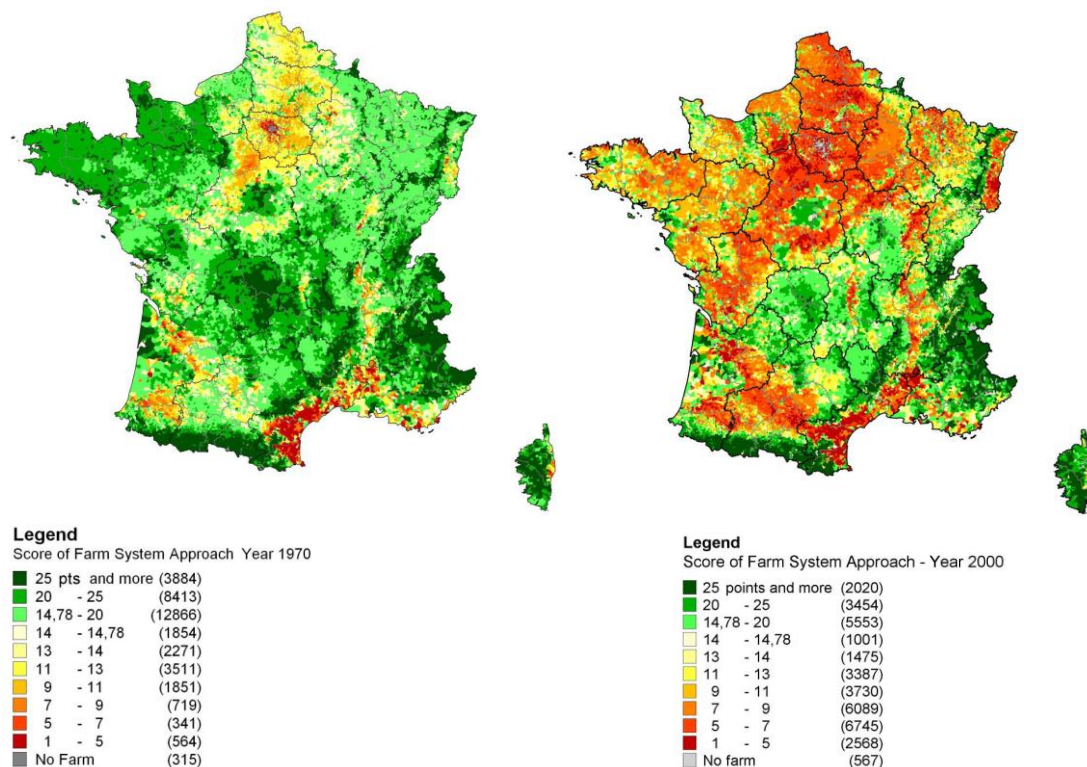 Legend
Score of Farm System Approach Year 1970
25 pts and more (3884)
20 - 25 (8413)
14,78 - 20 (12866)
14 - 14,78 (1854)
13 - 14 (2271)
11 - 13 (3511)
9 - 11 (1851)
7 - 9 (719)
5 - 7 (341)
1 - 5 (564)
No Farm (315)
Legend
Score of Farm System Approach - Year 2000
25 points and more (2020)
20 - 25 (3454)
14,78 - 20 (5553)
14 - 14,78 (1001)
13 - 14 (1475)
11 - 13 (3387)
9 - 11 (3730)
7 - 9 (6089)
5 - 7 (6745)
1 - 5 (2568)
No farm (567)